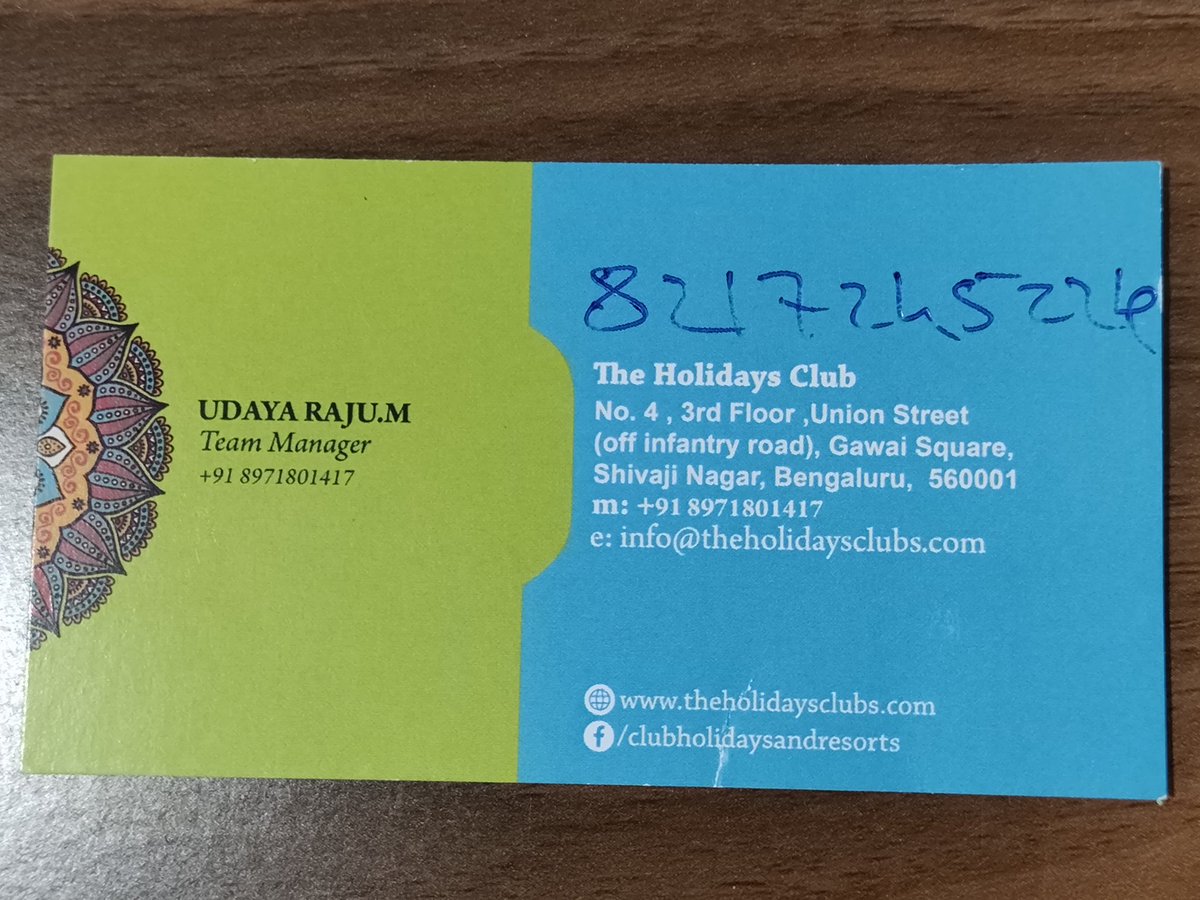 8217245226
UDAYA RAJU.M
Team Manager
+91 8971801417
The Holidays Club
No. 4 , 3rd Floor ,Union Street
(off infantry road), Gawai Square,
Shivaji Nagar, Bengaluru, 560001
m: +91 8971801417
e: info@theholidaysclubs.com
www.theholidaysclubs.com
f/clubholidaysandresorts